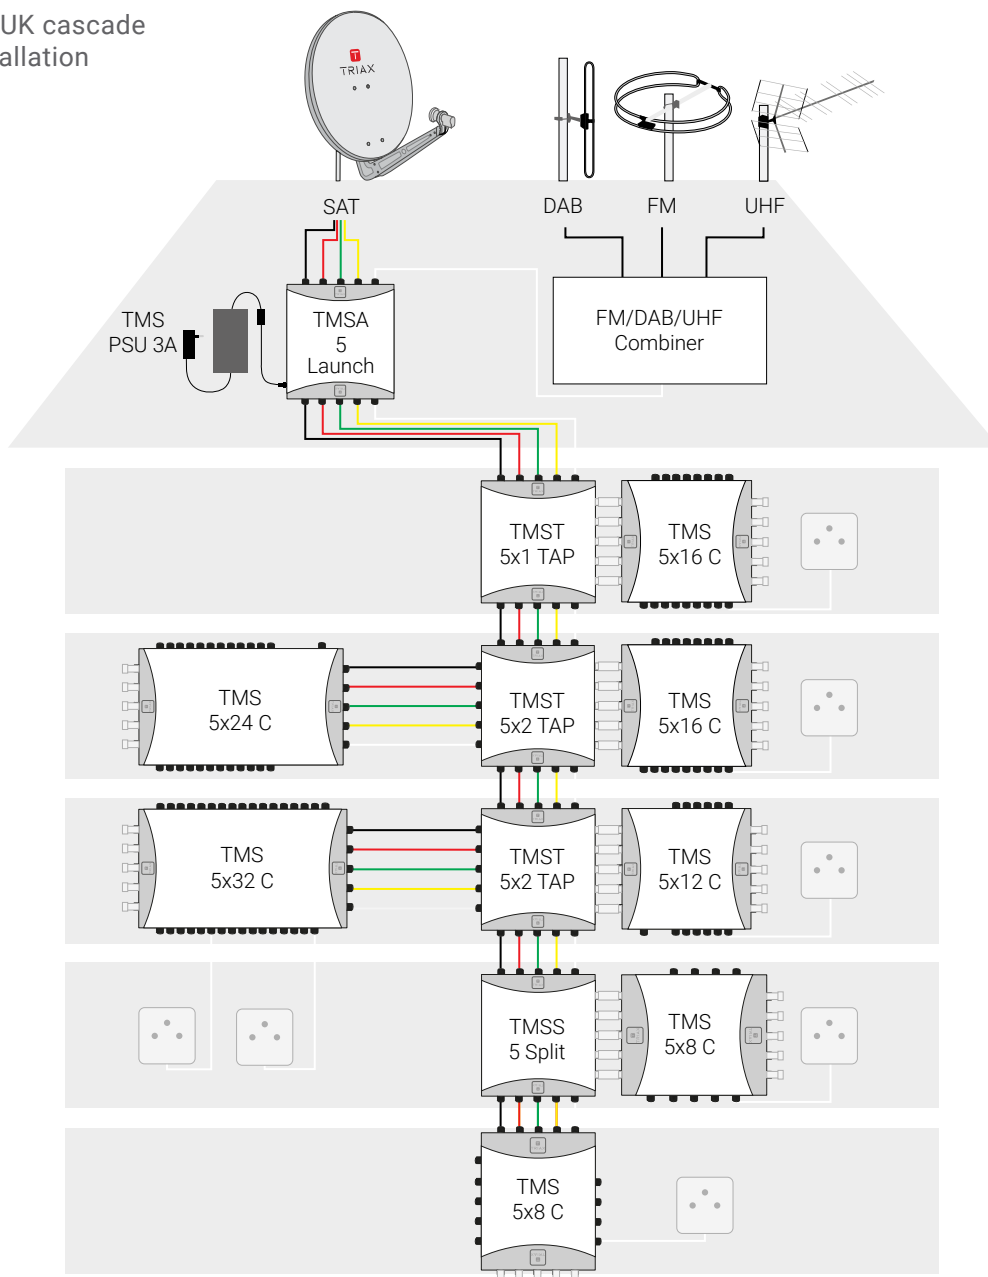 UK cascade
allation
TRIAX
SAT
DAB
FM
UHF
TMS
PSU 3A
TMSA
5
Launch
FM/DAB/UHF
Combiner
TMST
5x1 TAP
TMS
5x16 C
TMS
5x24 C
TMST
5x2 TAP
TMS
5x16 C
TMS
5x32 C
TMST
5x2 TAP
TMS
5x12 C
TMSS
5 Split
TMS
5x8 C
TMS
5x8 C